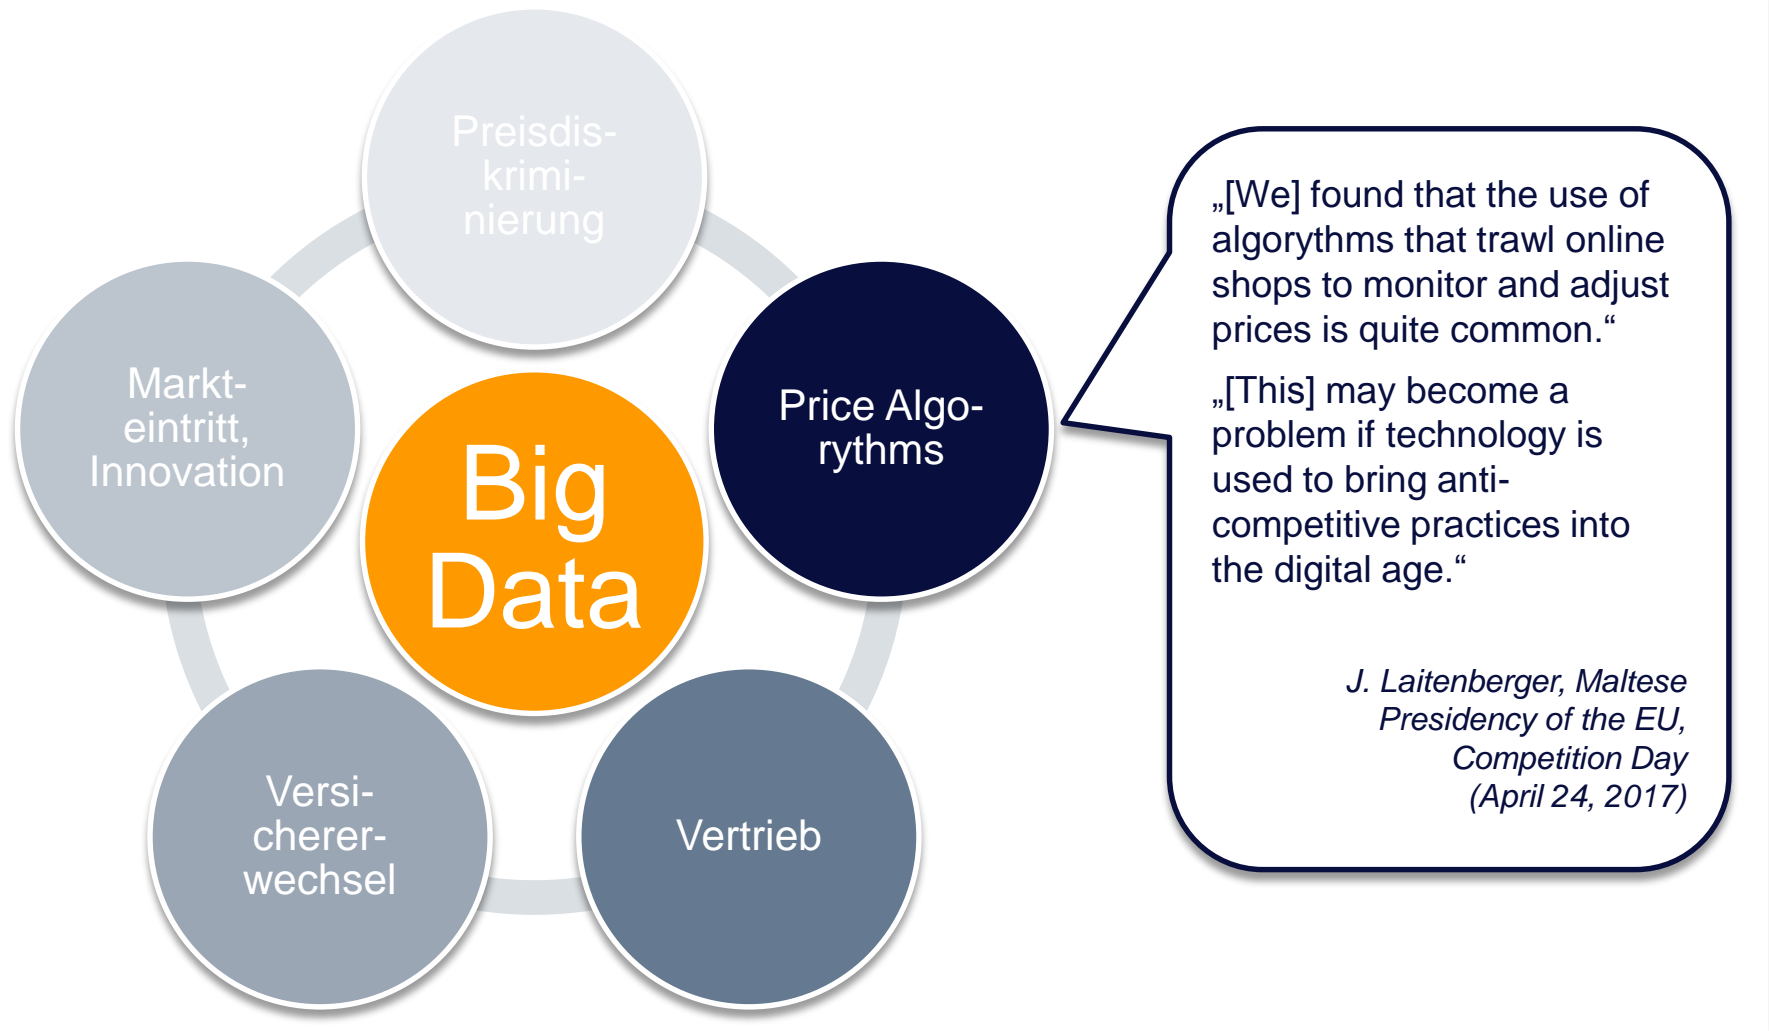 Preisdis-
krimi-
nierung
Markt-
eintritt,
Innovation
Big
Data
Price Algo-
rythms
Versi-
cherer-
wechsel
Vertrieb
„[We] found that the use of
algorythms that trawl online
shops to monitor and adjust
prices is quite common.“
„[This] may become a
problem if technology is
used to bring anti-
competitive practices into
the digital age.“
J. Laitenberger, Maltese
Presidency of the EU,
Competition Day
(April 24, 2017)